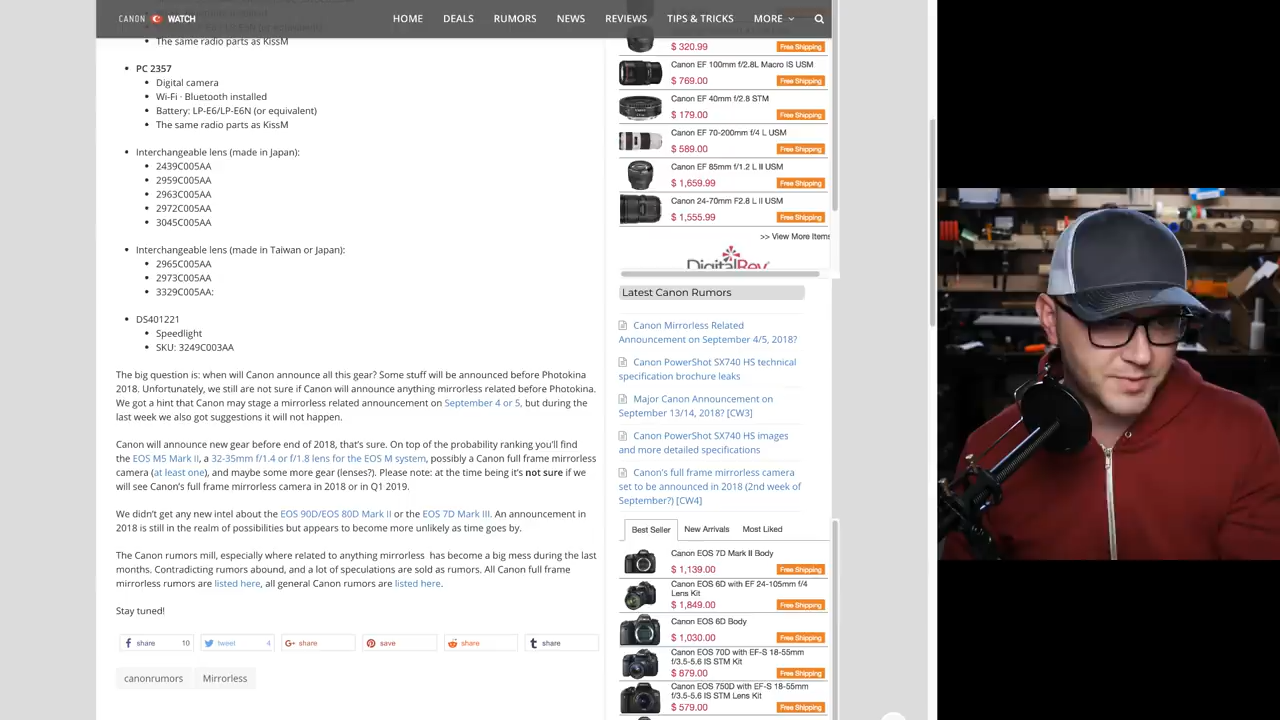 CANON WATCH
HOME
DEALS
RUMORS
NEWS
REVIEWS
TIPS & TRICKS
MORE
The same radio parts as KissM
PC 2357
Digital camera
Wi-Fi · Bluetooth installed
Battery: LP-E6/LP-E6N (or equivalent)
The same radio parts as KissM
Interchangeable lens (made in Japan):
2439C005AA
2959C005AA
2963C005AA
2972C005AA
3045C005AA
Interchangeable lens (made in Taiwan or Japan):
2965C005AA
2973C005AA
3329C005AA:
DS401221
Speedlight
SKU: 3249C003AA
The big question is: when will Canon announce all this gear? Some stuff will be announced before Photokina
2018. Unfortunately, we still are not sure if Canon will announce anything mirrorless related before Photokina.
We got a hint that Canon may stage a mirrorless related announcement on September 4 or 5, but during the
last week we also got suggestions it will not happen.
Canon will announce new gear before end of 2018, that's sure. On top of the probability ranking you'll find
the EOS M5 Mark II, a 32-35mm f/1.4 or f/1.8 lens for the EOS M system, possibly a Canon full frame mirrorless
camera (at least one), and maybe some more gear (lenses?). Please note: at the time being it's not sure if we
will see Canon's full frame mirrorless camera in 2018 or in Q1 2019.
We didn't get any new intel about the EOS 90D/EOS 80D Mark II or the EOS 7D Mark III. An announcement in
2018 is still in the realm of possibilities but appears to become more unlikely as time goes by.
The Canon rumors mill, especially where related to anything mirrorless has become a big mess during the last
months. Contradicting rumors abound, and a lot of speculations are sold as rumors. All Canon full frame
mirrorless rumors are listed here, all general Canon rumors are listed here.
Stay tuned!
share 10
tweet 4
G+ share
save
share
share
canonrumors
Mirrorless
$ 320.99 Free Shipping
Canon EF 100mm f/2.8L Macro IS USM
$ 769.00 Free Shipping
Canon EF 40mm f/2.8 STM
$ 179.00 Free Shipping
Canon EF 70-200mm f/4 L USM
$ 589.00 Free Shipping
Canon EF 85mm f/1.2 L II USM
$ 1,659.99 Free Shipping
Canon 24-70mm F2.8 L II USM
$ 1,555.99 Free Shipping
>> View More Items
DigitalRev
Latest Canon Rumors
Canon Mirrorless Related
Announcement on September 4/5, 2018?
Canon PowerShot SX740 HS technical
specification brochure leaks
Major Canon Announcement on
September 13/14, 2018? [CW3]
Canon PowerShot SX740 HS images
and more detailed specifications
Canon's full frame mirrorless camera
set to be announced in 2018 (2nd week of
September?) [CW4]
Best Seller
New Arrivals
Most Liked
Canon EOS 7D Mark II Body
$ 1,139.00 Free Shipping
Canon EOS 6D with EF 24-105mm f/4
Lens Kit
$ 1,849.00 Free Shipping
Canon EOS 6D Body
$ 1,030.00 Free Shipping
Canon EOS 70D with EF-S 18-55mm
f/3.5-5.6 IS STM Kit
$ 879.00 Free Shipping
Canon EOS 750D with EF-S 18-55mm
f/3.5-5.6 IS STM Lens Kit
$ 579.00 Free Shipping